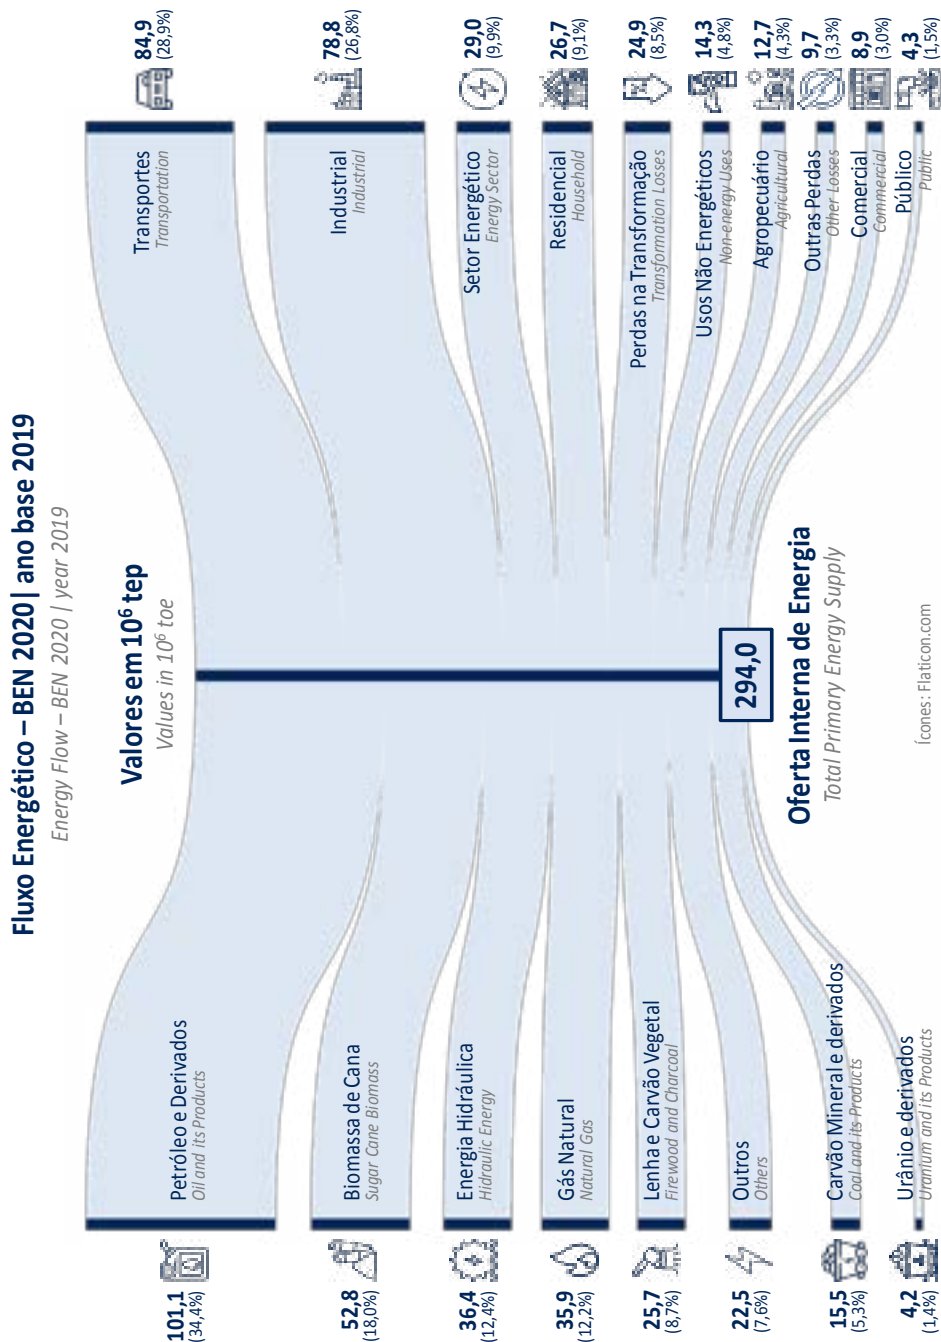 Fluxo Energético – BEN 2020| ano base 2019
Energy Flow – BEN 2020 | year 2019
Valores em 10⁶ tep
Values in 10⁶ toe
101,1
(34,4%)
Petróleo e Derivados
Oil and its Products
52,8
(18,0%)
Biomassa de Cana
Sugar Cane Biomass
36,4
(12,4%)
Energia Hidráulica
Hidraulic Energy
35,9
(12,2%)
Gás Natural
Natural Gas
25,7
(8,7%)
Lenha e Carvão Vegetal
Firewood and Charcoal
22,5
(7,6%)
Outros
Others
15,5
(5,3%)
Carvão Mineral e derivados
Coal and its Products
4,2
(1,4%)
Urânio e derivados
Uranium and its Products
294,0
Oferta Interna de Energia
Total Primary Energy Supply
Transportes
Transportation
84,9
(28,9%)
Industrial
Industrial
78,8
(26,8%)
Setor Energético
Energy Sector
29,0
(9,9%)
Residencial
Household
26,7
(9,1%)
Perdas na Transformação
Transformation Losses
24,9
(8,5%)
Usos Não Energéticos
Non-energy Uses
14,3
(4,8%)
Agropecuário
Agricultural
12,7
(4,3%)
Outras Perdas
Other Losses
9,7
(3,3%)
Comercial
Commercial
8,9
(3,0%)
Público
Public
4,3
(1,5%)
Ícones: Flaticon.com